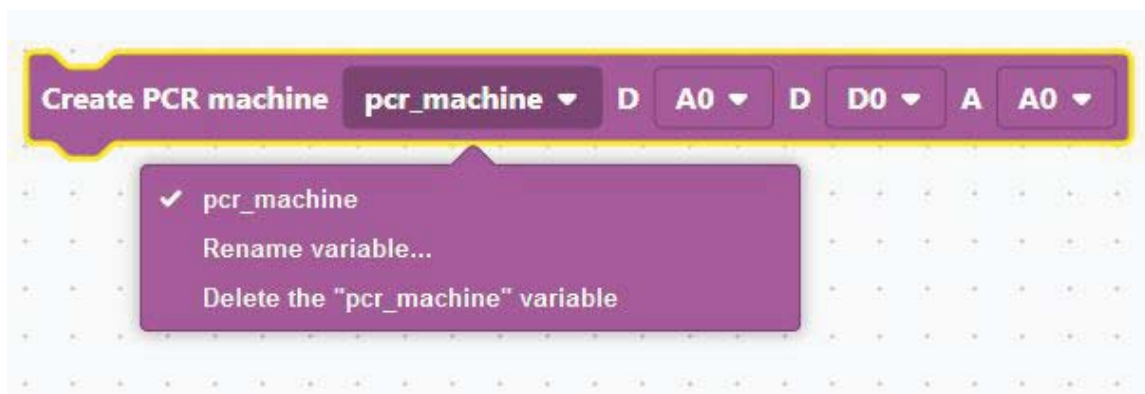 Create PCR machine pcr_machine D A0 D D0 A A0
pcr_machine
Rename variable...
Delete the "pcr_machine" variable